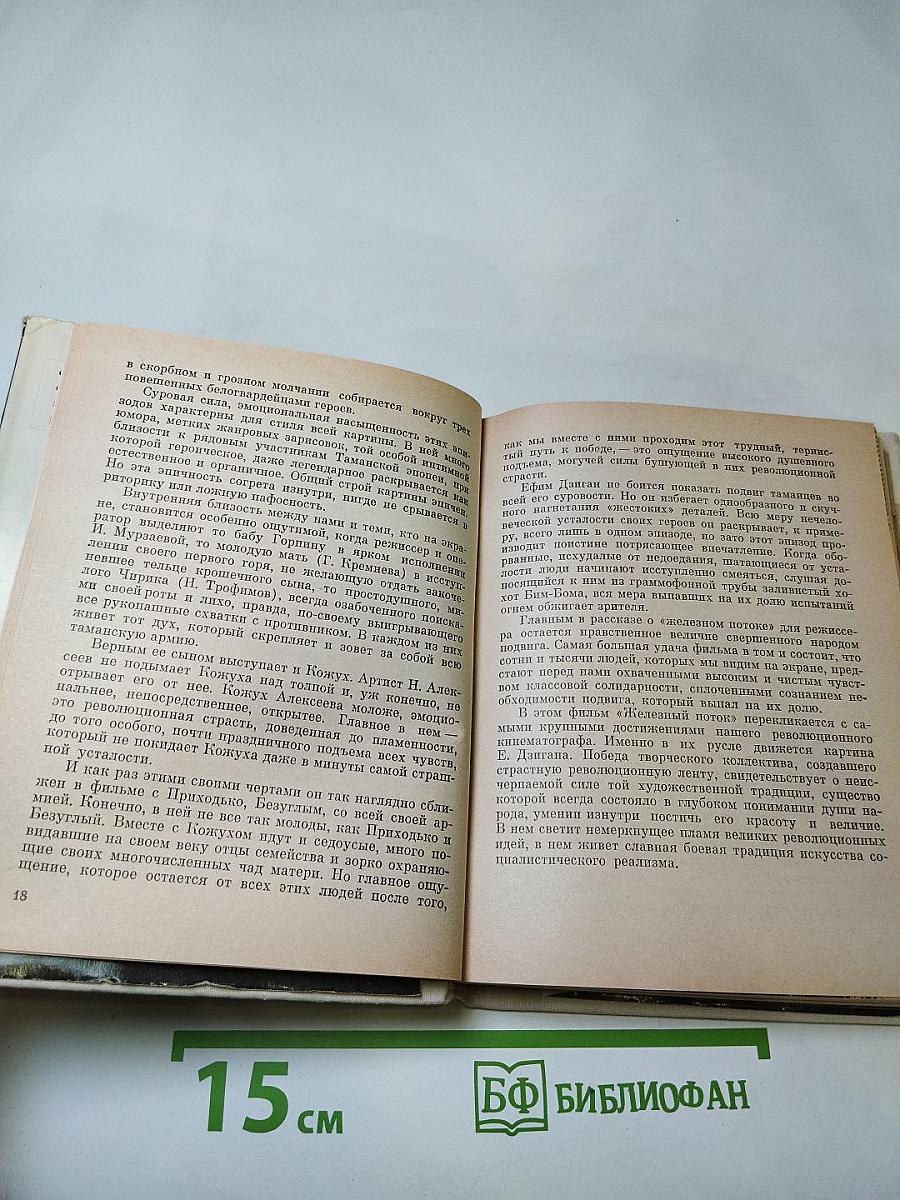 в скорбном и грозном молчании собирается вокруг трех
повешенных белогвардейцами героев.
Суровая сила, эмоциональная насыщенность этих эпи-
зодов характерны для стиля всей картины. В ней много
юмора, метких жанровых зарисовок, той особой интимной
близости к рядовым участникам Таманской эпопеи, при
которой героическое, даже легендарное раскрывается как
естественное и органичное. Общий строй картины эпичен.
Но эта эпичность согрета изнутри, нигде не срывается в
риторику или ложную пафосность.
Внутренняя близость между нами и теми, кто на экра-
не, становится особенно ощутимой, когда режиссер и опе-
ратор выделяют то бабу Горпину в ярком исполнении
И. Мурзаевой, то молодую мать (Г. Кремнева) в исступ-
лении своего первого горя, не желающую отдать закоче-
невшее тельце крошечного сына, то простодушного, ми-
лого Чирика (Н. Трофимов), всегда озабоченного поиска-
ми своей роты и лихо, правда, по-своему выигрывающего
все рукопашные схватки с противником. В каждом из них
живет тот дух, который скрепляет и зовет за собой всю
таманскую армию.
Верным ее сыном выступает и Кожух. Артист Н. Алек-
сеев не подымает Кожуха над толпой и, уж конечно, не
отрывает его от нее. Кожух Алексеева моложе, эмоцио-
нальнее, непосредственнее, открытее. Главное в нем —
это революционная страсть, доведенная до пламенности,
до того особого, почти праздничного подъема всех чувств,
который не покидает Кожуха даже в минуты самой страш-
ной усталости.
И как раз этими своими чертами он так наглядно сбли-
жен в фильме с Приходько, Безуглым, со всей своей ар-
мией. Конечно, в ней не все так молоды, как Приходько и
Безуглый. Вместе с Кожухом идут и седоусые, много по-
видавшие на своем веку отцы семейства и зорко охраняю-
щие своих многочисленных чад матери. Но главное ощу-
щение, которое остается от всех этих людей после того,
18
как мы вместе с ними проходим этот трудный, тернис-
тый путь к победе, — это ощущение высокого душевного
подъема, могучей силы бушующей в них революционной
страсти.
Ефим Дзиган не боится показать подвиг таманцев во
всей его суровости. Но он избегает однообразного и скуч-
ного нагнетания «жестоких» деталей. Всю меру нечело-
веческой усталости своих героев он раскрывает, к приме-
ру, всего лишь в одном эпизоде, но зато этот эпизод про-
изводит поистине потрясающее впечатление. Когда обо-
рванные, исхудалые от недоедания, шатающиеся от уста-
лости люди начинают исступленно смеяться, слушая до-
носящийся к ним из граммофонной трубы заливистый хо-
хот Бим-Бома, вся мера выпавших на их долю испытаний
огнем обжигает зрителя.
Главным в рассказе о «железном потоке» для режиссе-
ра остается нравственное величие свершенного народом
подвига. Самая большая удача фильма в том и состоит, что
сотни и тысячи людей, которых мы видим на экране, пред-
стают перед нами охваченными высоким и чистым чувст-
вом классовой солидарности, сплоченными сознанием не-
обходимости подвига, который выпал на их долю.
В этом фильм «Железный поток» перекликается с са-
мыми крупными достижениями нашего революционного
кинематографа. Именно в их русле движется картина
Е. Дзигана. Победа творческого коллектива, создавшего
страстную революционную ленту, свидетельствует о неис-
черпаемой силе той художественной традиции, существо
которой всегда состояло в глубоком понимании души на-
рода, умении изнутри постичь его красоту и величие.
В нем светит немеркнущее пламя великих революционных
идей, в нем живет славная боевая традиция искусства со-
циалистического реализма.
15 см
БФ БИБЛИОФАН